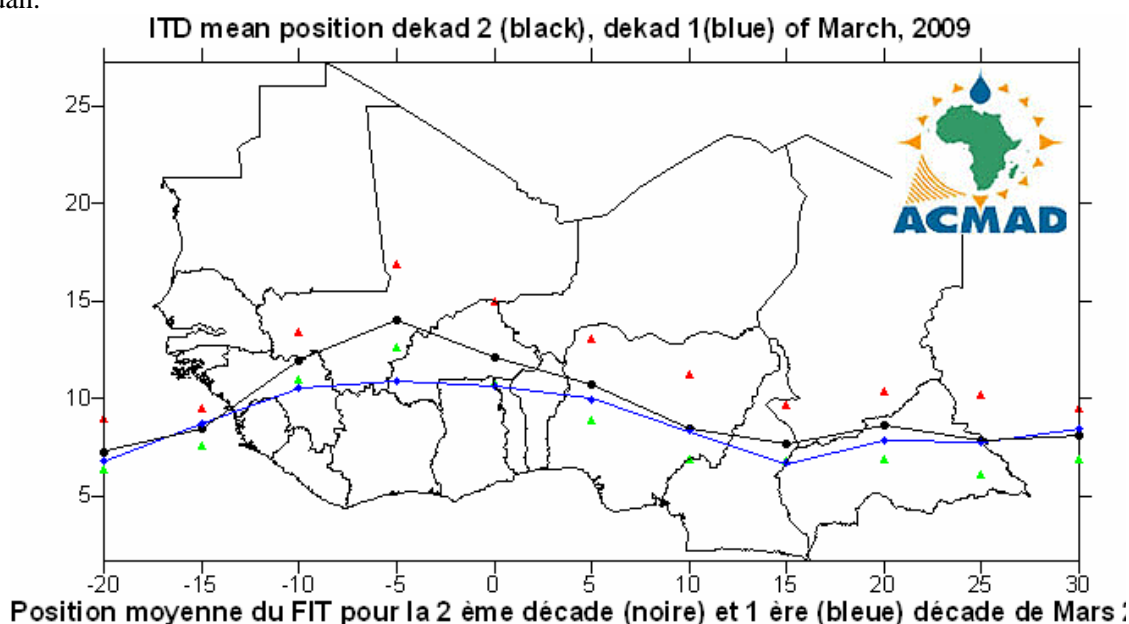 ITD mean position dekad 2 (black), dekad 1(blue) of March, 2009
25
20
15
10
5
ACMAD
-20 -15 -10 -5 0 5 10 15 20 25 30
Position moyenne du FIT pour la 2 ème décade (noire) et 1 ère (bleue) décade de Mars